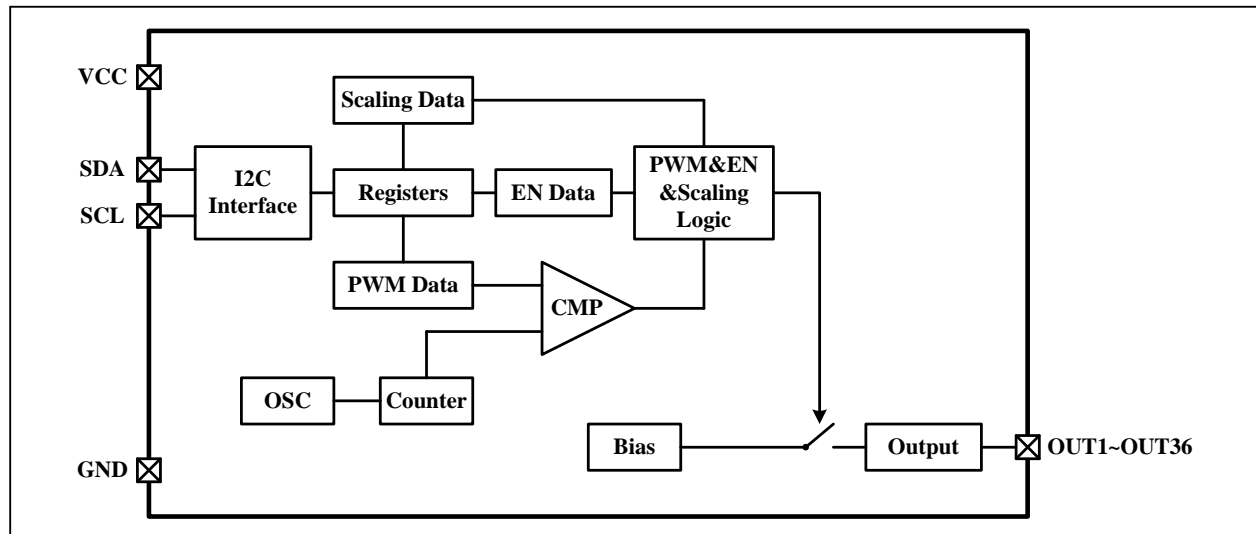 VCC
Scaling Data
SDA
I2C
Interface
SCL
Registers
EN Data
PWM&EN
&Scaling
Logic
PWM Data
CMP
OSC
Counter
Bias
Output
OUT1~OUT36
GND